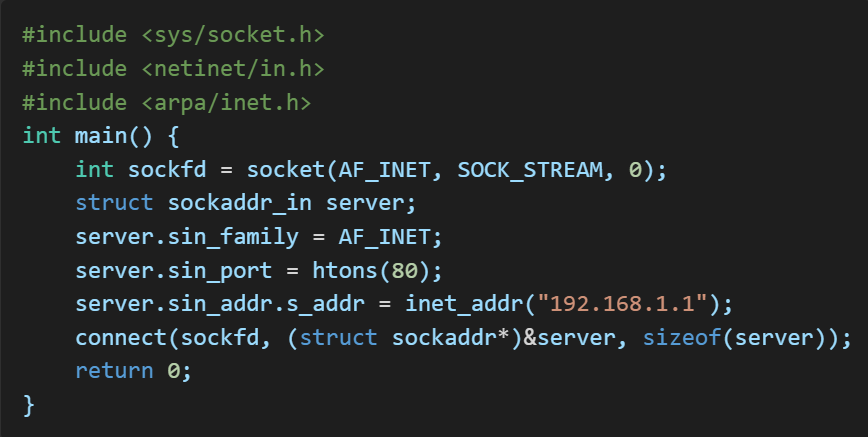 #include <sys/socket.h>
#include <netinet/in.h>
#include <arpa/inet.h>
int main() {
    int sockfd = socket(AF_INET, SOCK_STREAM, 0);
    struct sockaddr_in server;
    server.sin_family = AF_INET;
    server.sin_port = htons(80);
    server.sin_addr.s_addr = inet_addr("192.168.1.1");
    connect(sockfd, (struct sockaddr*)&server, sizeof(server));
    return 0;
}